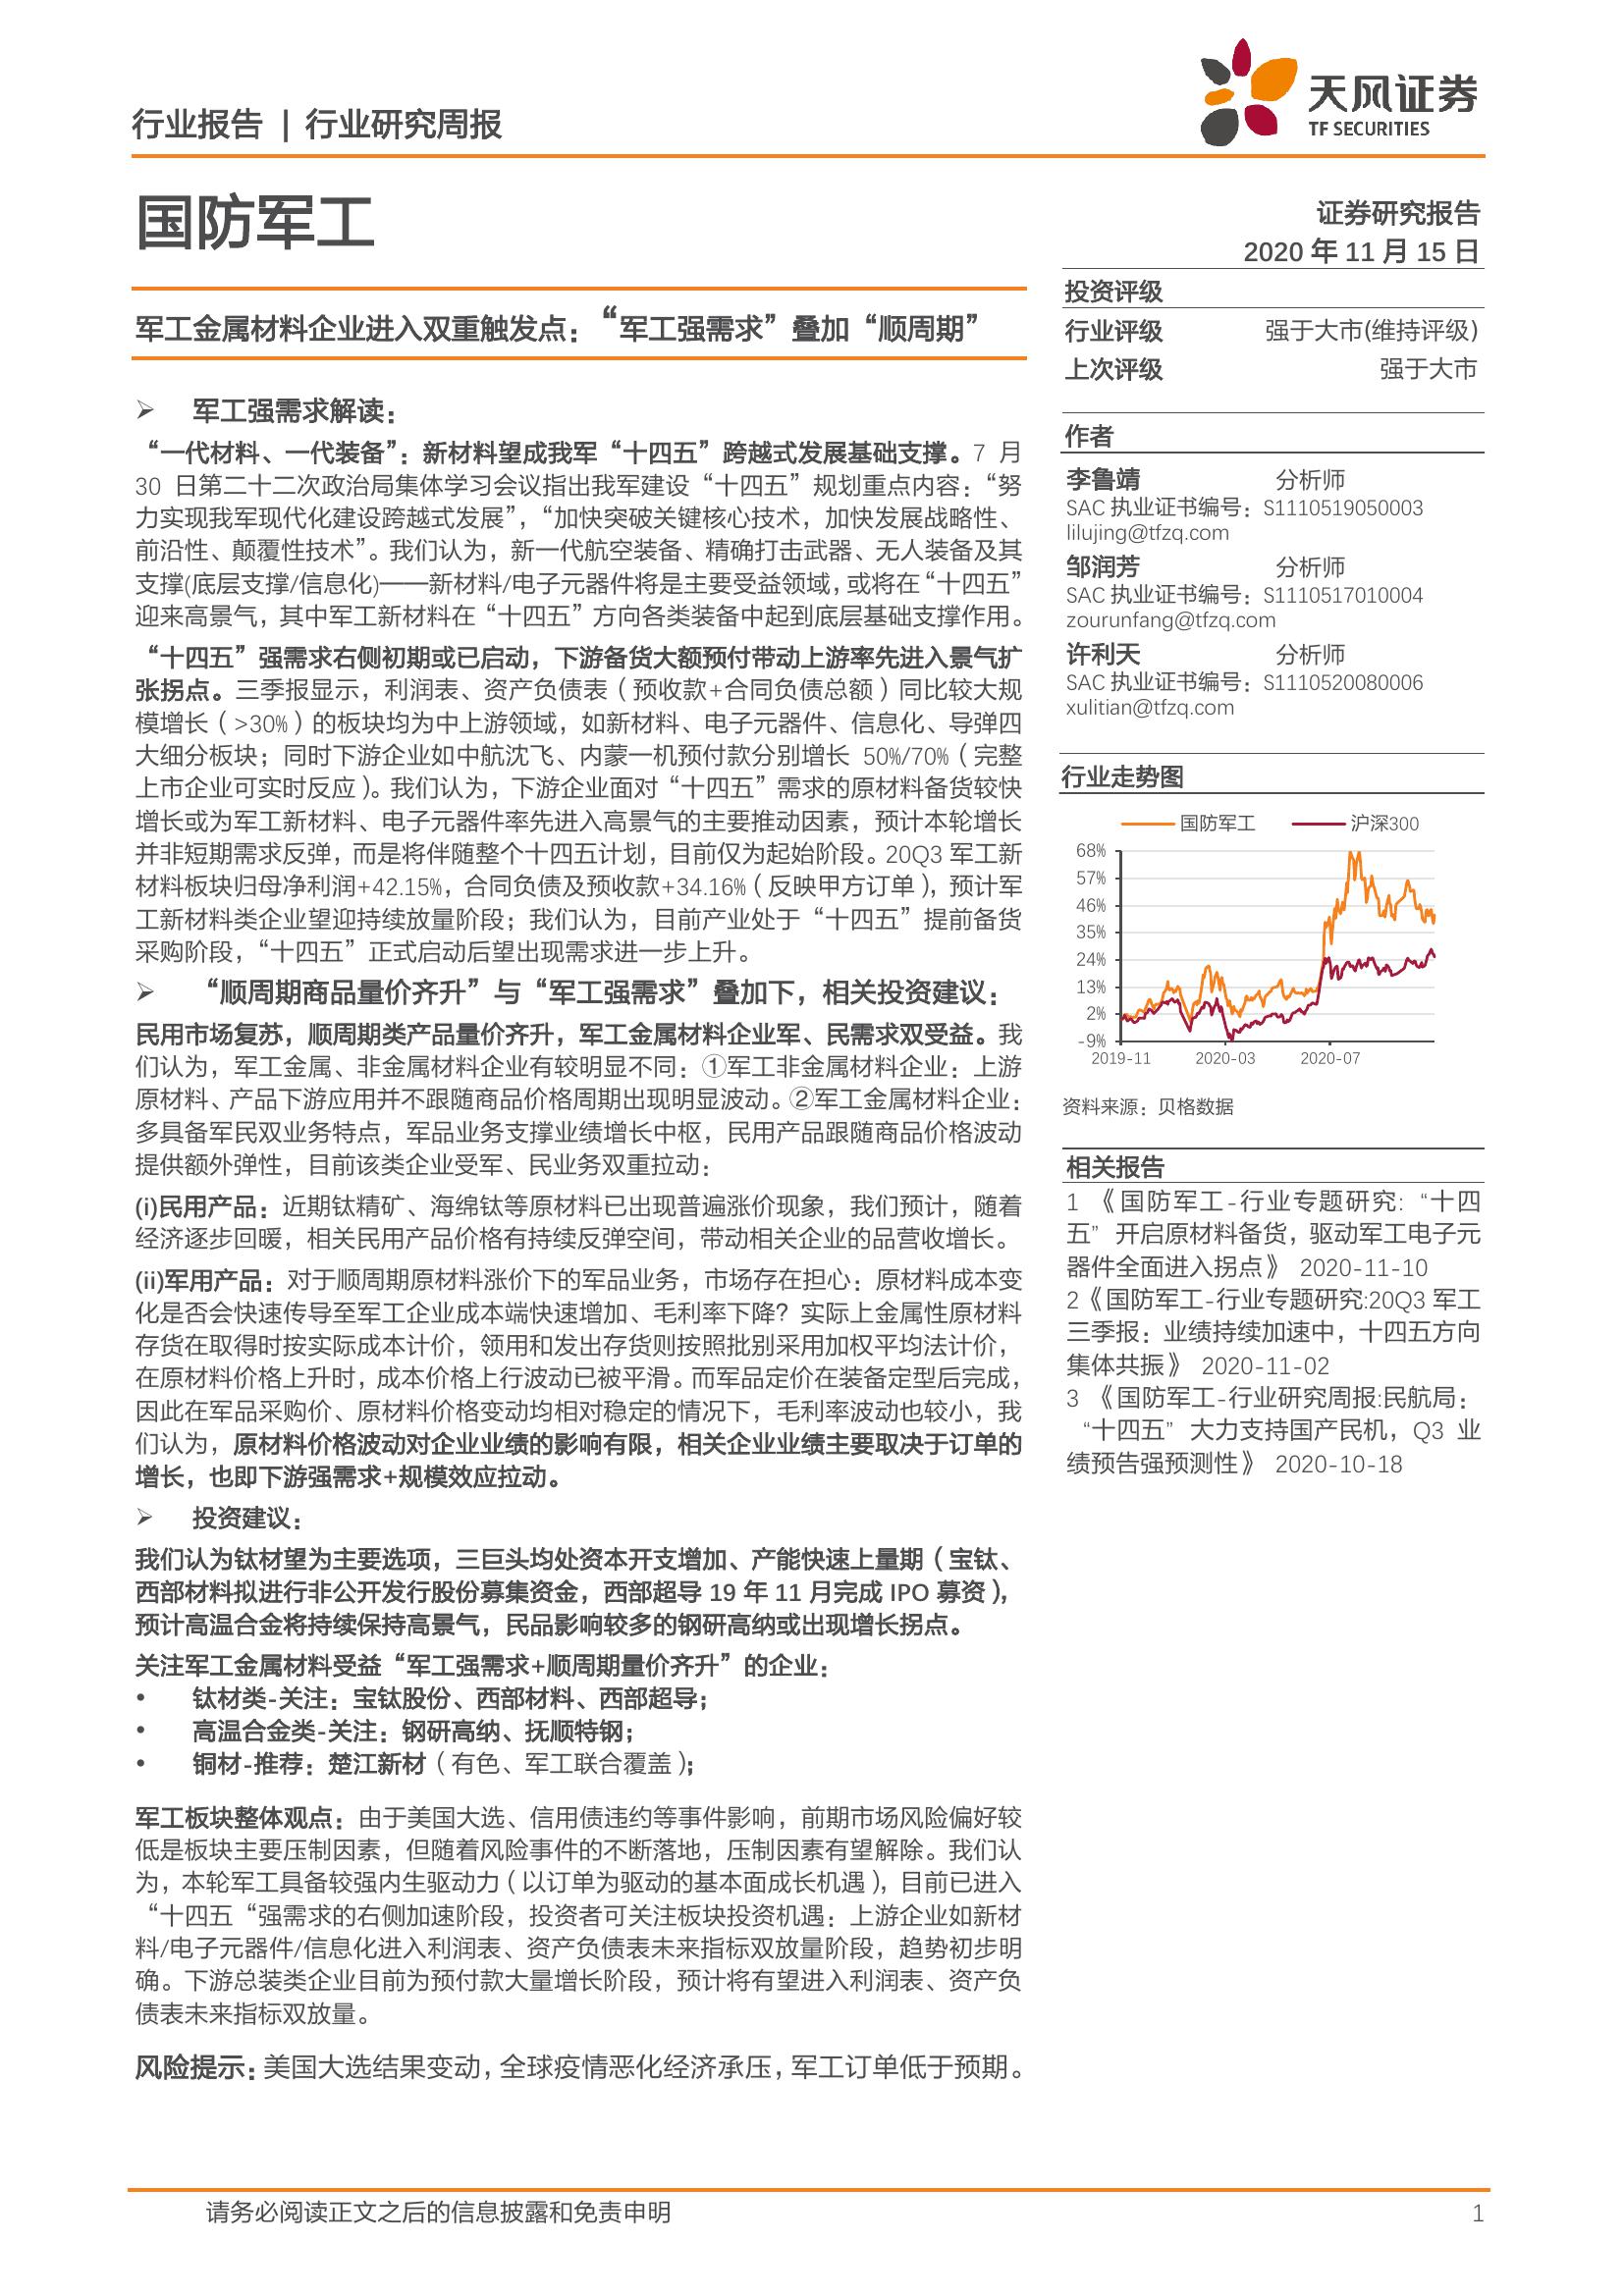 行业报告 | 行业研究周报
天风证券
TF SECURITIES
国防军工
证券研究报告
2020 年 11 月 15 日
军工金属材料企业进入双重触发点：“军工强需求”叠加“顺周期”
➢ 军工强需求解读：
“一代材料、一代装备”：新材料望成我军“十四五”跨越式发展基础支撑。7 月
30 日第二十二次政治局集体学习会议指出我军建设“十四五”规划重点内容：“努
力实现我军现代化建设跨越式发展”，“加快突破关键核心技术，加快发展战略性、
前沿性、颠覆性技术”。我们认为，新一代航空装备、精确打击武器、无人装备及其
支撑(底层支撑/信息化)——新材料/电子元器件将是主要受益领域，或将在“十四五”
迎来高景气，其中军工新材料在“十四五”方向各类装备中起到底层基础支撑作用。
“十四五”强需求右侧初期或已启动，下游备货大额预付带动上游率先进入景气扩
张拐点。三季报显示，利润表、资产负债表（预收款+合同负债总额）同比较大规
模增长（>30%）的板块均为中上游领域，如新材料、电子元器件、信息化、导弹四
大细分板块；同时下游企业如中航沈飞、内蒙一机预付款分别增长 50%/70%（完整
上市企业可实时反应）。我们认为，下游企业面对“十四五”需求的原材料备货较快
增长或为军工新材料、电子元器件率先进入高景气的主要推动因素，预计本轮增长
并非短期需求反弹，而是将伴随整个十四五计划，目前仅为起始阶段。20Q3 军工新
材料板块归母净利润+42.15%，合同负债及预收款+34.16%（反映甲方订单），预计军
工新材料类企业望迎持续放量阶段；我们认为，目前产业处于“十四五”提前备货
采购阶段，“十四五”正式启动后望出现需求进一步上升。
➢ “顺周期商品量价齐升”与“军工强需求”叠加下，相关投资建议：
民用市场复苏，顺周期类产品量价齐升，军工金属材料企业军、民需求双受益。我
们认为，军工金属、非金属材料企业有较明显不同：①军工非金属材料企业：上游
原材料、产品下游应用并不跟随商品价格周期出现明显波动。②军工金属材料企业：
多具备军民双业务特点，军品业务支撑业绩增长中枢，民用产品跟随商品价格波动
提供额外弹性，目前该类企业受军、民业务双重拉动：
(i)民用产品：近期钛精矿、海绵钛等原材料已出现普遍涨价现象，我们预计，随着
经济逐步回暖，相关民用产品价格有持续反弹空间，带动相关企业的品营收增长。
(ii)军用产品：对于顺周期原材料涨价下的军品业务，市场存在担心：原材料成本变
化是否会快速传导至军工企业成本端快速增加、毛利率下降？实际上金属性原材料
存货在取得时按实际成本计价，领用和发出存货则按照批别采用加权平均法计价，
在原材料价格上升时，成本价格上行波动已被平滑。而军品定价在装备定型后完成，
因此在军品采购价、原材料价格变动均相对稳定的情况下，毛利率波动也较小，我
们认为，原材料价格波动对企业业绩的影响有限，相关企业业绩主要取决于订单的
增长，也即下游强需求+规模效应拉动。
➢ 投资建议：
我们认为钛材望为主要选项，三巨头均处资本开支增加、产能快速上量期（宝钛、
西部材料拟进行非公开发行股份募集资金，西部超导 19 年 11 月完成 IPO 募资），
预计高温合金将持续保持高景气，民品影响较多的钢研高纳或出现增长拐点。
关注军工金属材料受益“军工强需求+顺周期量价齐升”的企业：
• 钛材类-关注：宝钛股份、西部材料、西部超导；
• 高温合金类-关注：钢研高纳、抚顺特钢；
• 铜材-推荐：楚江新材（有色、军工联合覆盖）；
军工板块整体观点：由于美国大选、信用债违约等事件影响，前期市场风险偏好较
低是板块主要压制因素，但随着风险事件的不断落地，压制因素有望解除。我们认
为，本轮军工具备较强内生驱动力（以订单为驱动的基本面成长机遇），目前已进入
“十四五“强需求的右侧加速阶段，投资者可关注板块投资机遇：上游企业如新材
料/电子元器件/信息化进入利润表、资产负债表未来指标双放量阶段，趋势初步明
确。下游总装类企业目前为预付款大量增长阶段，预计将有望进入利润表、资产负
债表未来指标双放量。
风险提示：美国大选结果变动，全球疫情恶化经济承压，军工订单低于预期。
投资评级
行业评级 强于大市(维持评级)
上次评级 强于大市
作者
李鲁靖 分析师
SAC 执业证书编号：S1110519050003
lilujing@tfzq.com
邹润芳 分析师
SAC 执业证书编号：S1110517010004
zourunfang@tfzq.com
许利天 分析师
SAC 执业证书编号：S1110520080006
xulitian@tfzq.com
行业走势图
国防军工 沪深300
68%
57%
46%
35%
24%
13%
2%
-9%
2019-11 2020-03 2020-07
资料来源：贝格数据
相关报告
1 《国防军工-行业专题研究:“十四
五”开启原材料备货，驱动军工电子元
器件全面进入拐点》 2020-11-10
2《国防军工-行业专题研究:20Q3 军工
三季报：业绩持续加速中，十四五方向
集体共振》 2020-11-02
3 《国防军工-行业研究周报:民航局：
“十四五”大力支持国产民机，Q3 业
绩预告强预测性》 2020-10-18
请务必阅读正文之后的信息披露和免责申明 1